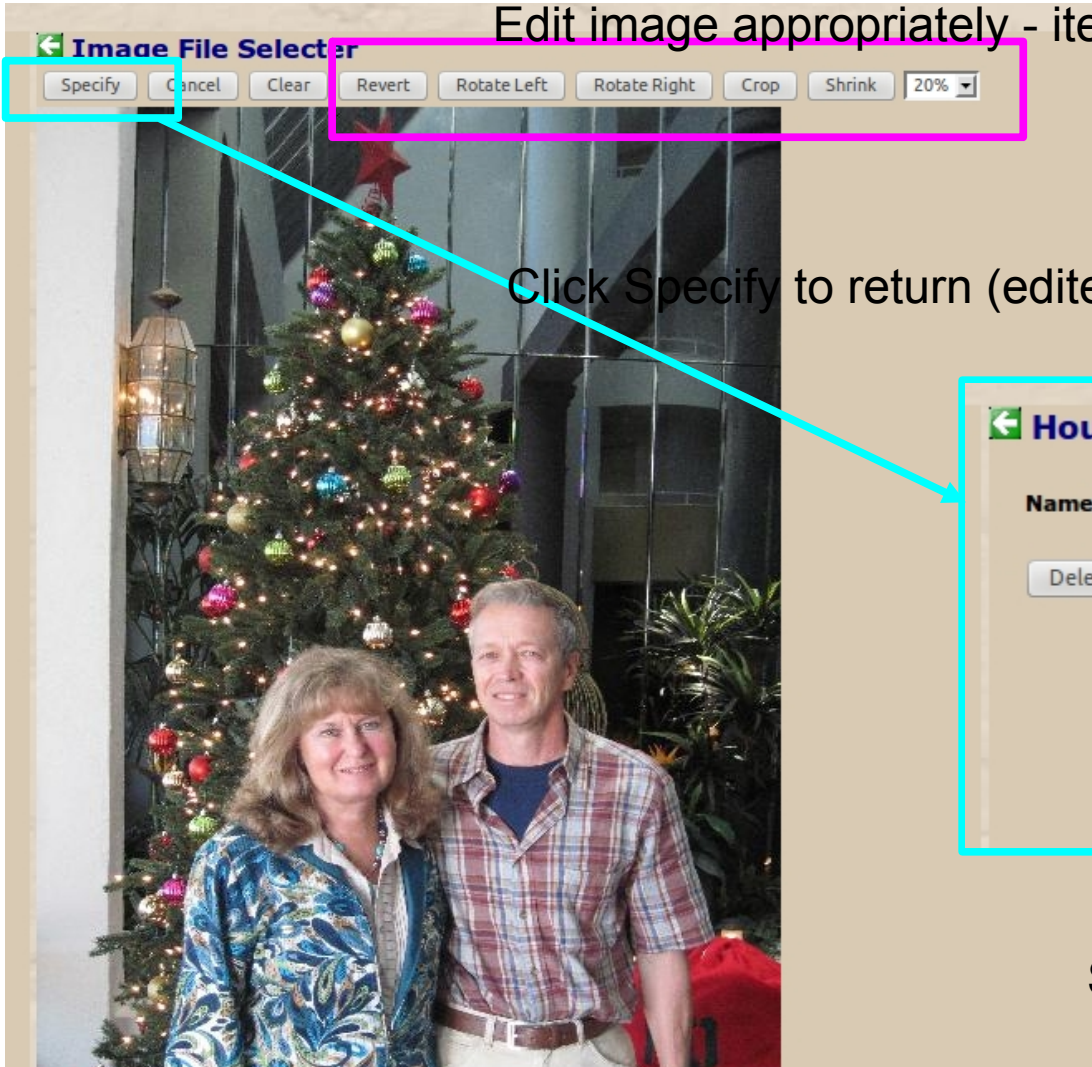 Edit image appropriately - ite
Image File Selecter
Specify Cancel Clear Revert Rotate Left Rotate Right Crop Shrink 20%
Click Specify to return (edite
Hou
Name
Dele
S